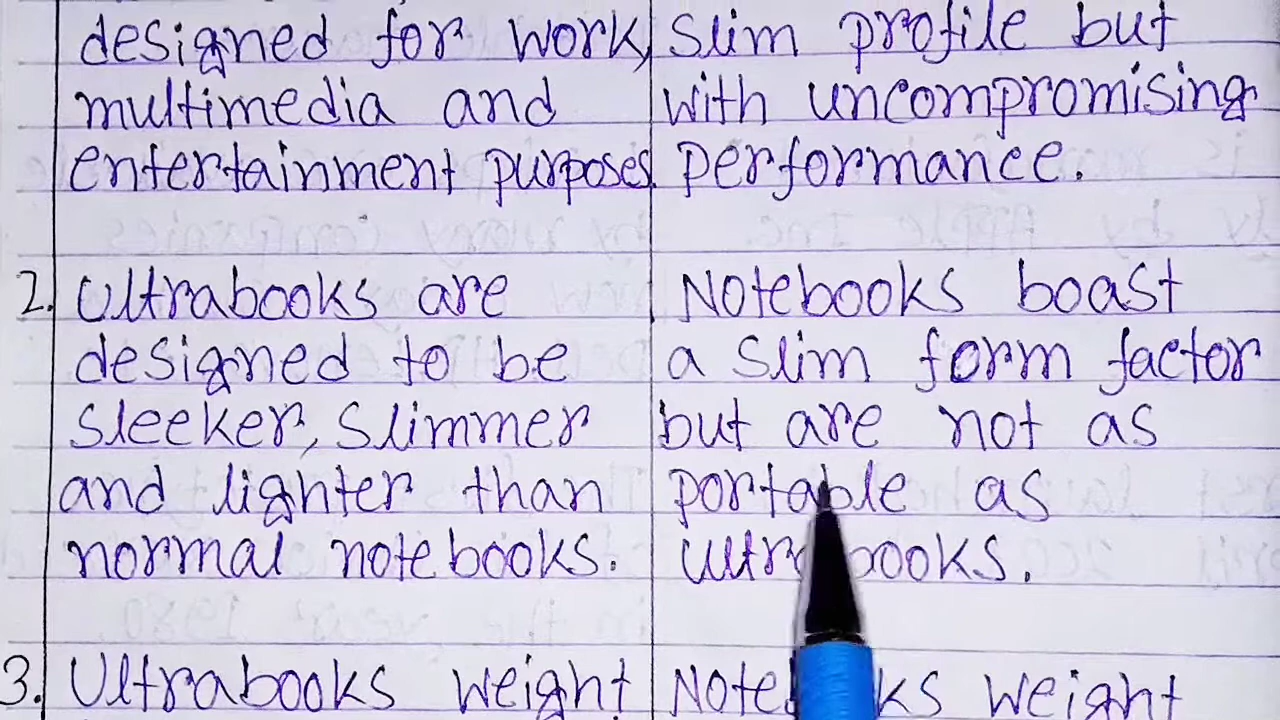 designed for work,
multimedia and
entertainment purposes.
slim profile but
with uncompromising
performance.
2. Ultrabooks are
designed to be
sleeker, slimmer
and lighter than
normal notebooks.
Notebooks boast
a slim form factor
but are not as
portable as
Ultrabooks.
3. Ultrabooks weight
Notebooks weight